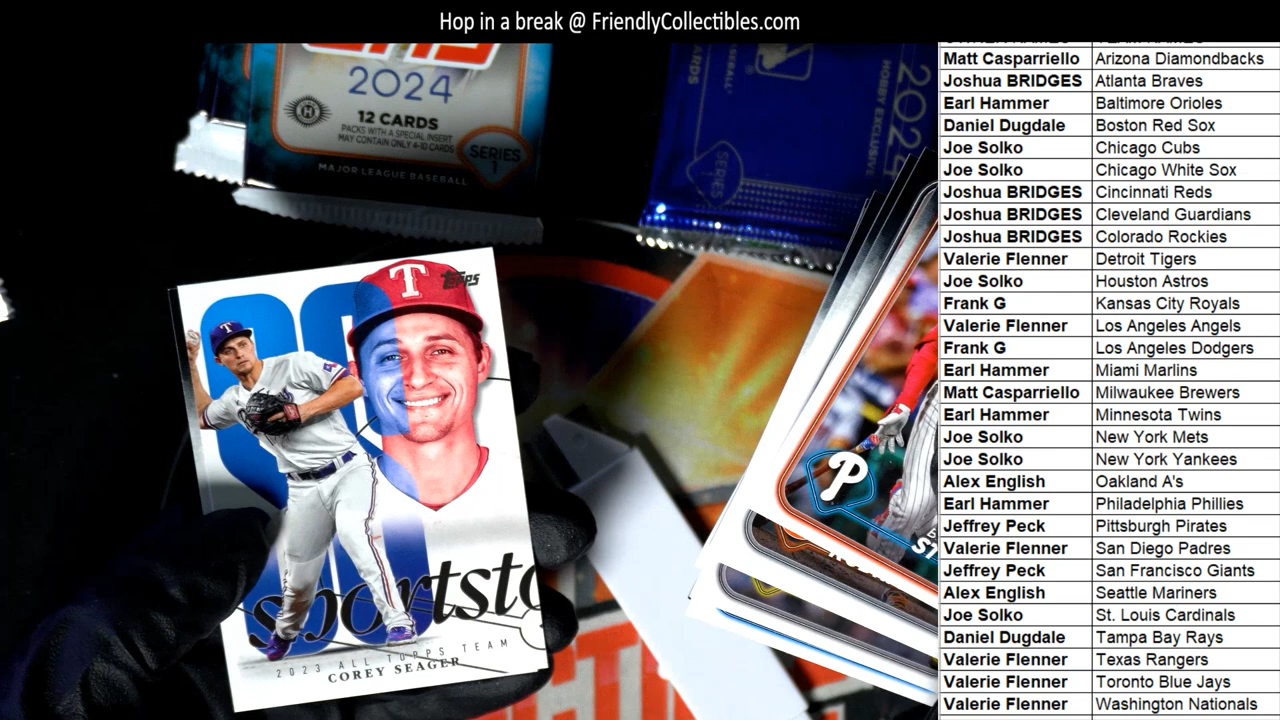 Hop in a break @ FriendlyCollectibles.com
2024
12 CARDS
PACKS WITH A SPECIAL INSERT
MAY CONTAIN ONLY 4-10 CARDS
SERIES
1
MAJOR LEAGUE BASEBALL
CARDS
BASEBALL
HOBBY EXCLUSIVE
2024
SERIES
1
T
Topps
T
sportsto
2023 ALL TOPPS TEAM
COREY SEAGER
P
ST
Matt Casparriello Arizona Diamondbacks
Joshua BRIDGES Atlanta Braves
Earl Hammer Baltimore Orioles
Daniel Dugdale Boston Red Sox
Joe Solko Chicago Cubs
Joe Solko Chicago White Sox
Joshua BRIDGES Cincinnati Reds
Joshua BRIDGES Cleveland Guardians
Joshua BRIDGES Colorado Rockies
Valerie Flenner Detroit Tigers
Joe Solko Houston Astros
Frank G Kansas City Royals
Valerie Flenner Los Angeles Angels
Frank G Los Angeles Dodgers
Earl Hammer Miami Marlins
Matt Casparriello Milwaukee Brewers
Earl Hammer Minnesota Twins
Joe Solko New York Mets
Joe Solko New York Yankees
Alex English Oakland A's
Earl Hammer Philadelphia Phillies
Jeffrey Peck Pittsburgh Pirates
Valerie Flenner San Diego Padres
Jeffrey Peck San Francisco Giants
Alex English Seattle Mariners
Joe Solko St. Louis Cardinals
Daniel Dugdale Tampa Bay Rays
Valerie Flenner Texas Rangers
Valerie Flenner Toronto Blue Jays
Valerie Flenner Washington Nationals